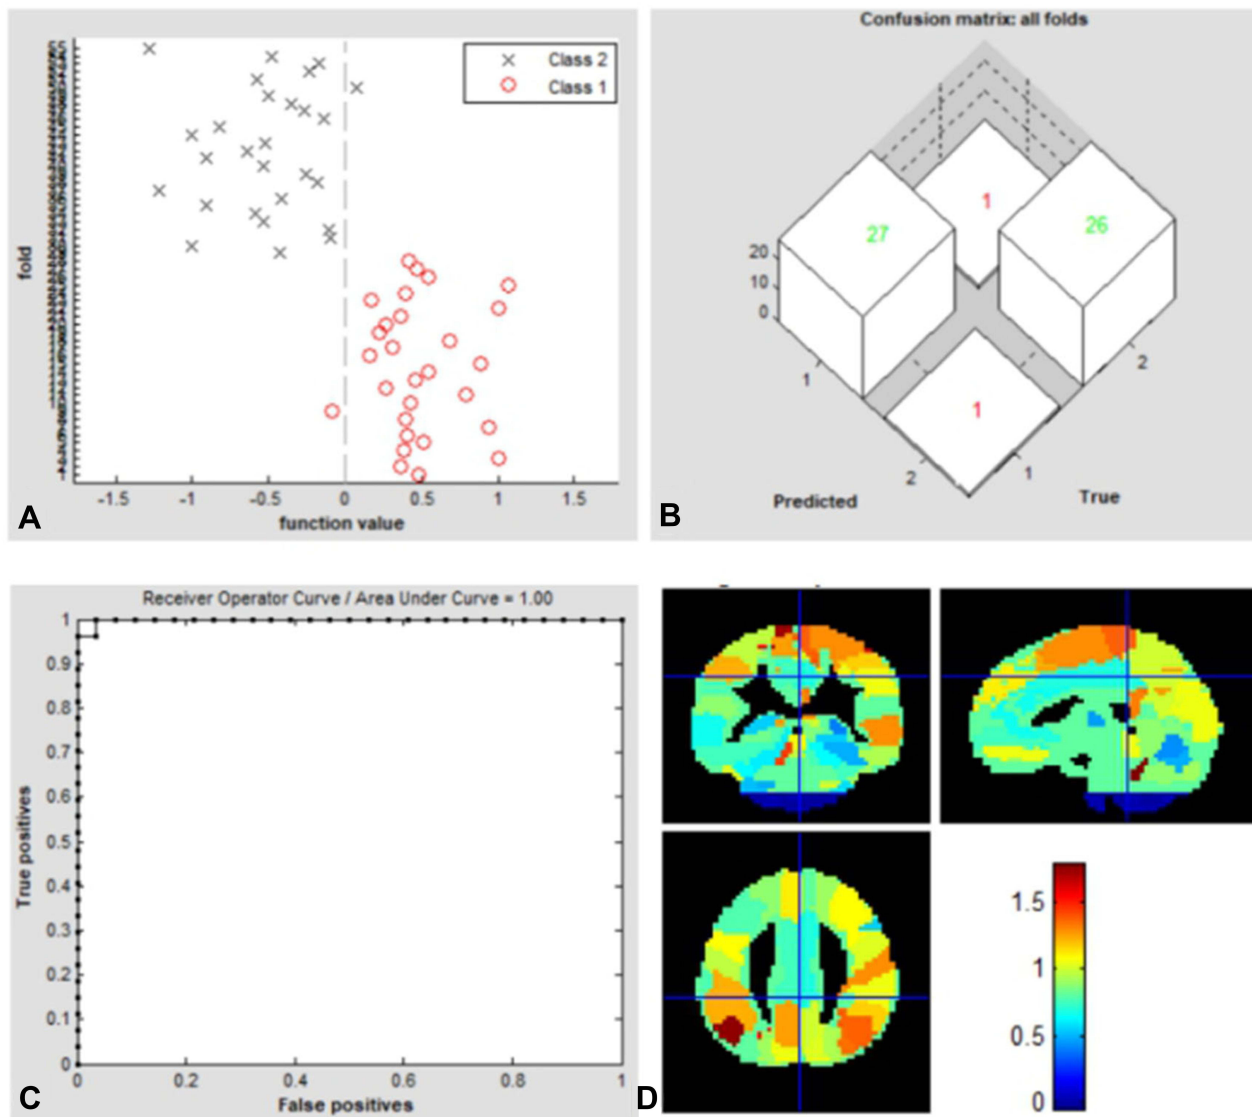 Class 2
Class 1
fold
-1.5 -1 -0.5 0 0.5 1 1.5
function value
A
Confusion matrix: all folds
1
27
26
1
20
10
0
1
2
2
1
Predicted
True
B
Receiver Operator Curve / Area Under Curve = 1.00
1
0.9
0.8
0.7
0.6
0.5
0.4
0.3
0.2
0.1
0
0 0.2 0.4 0.6 0.8 1
True positives
False positives
C
1.5
1
0.5
0
D